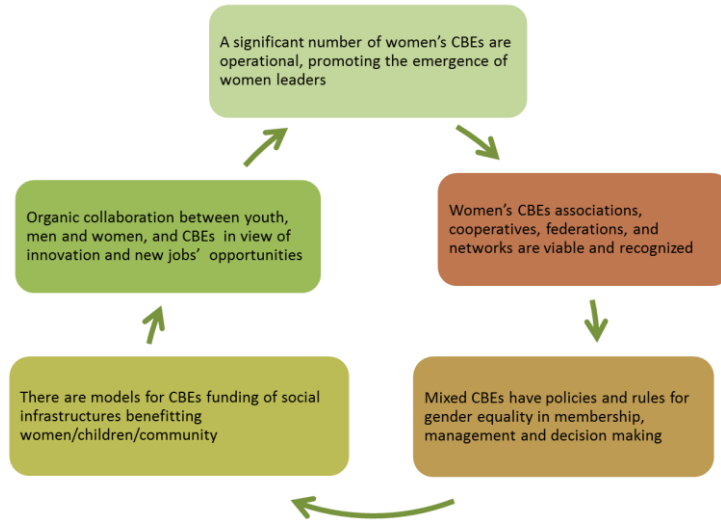 A significant number of women's CBEs are
operational, promoting the emergence of
women leaders
Women's CBEs associations,
cooperatives, federations, and
networks are viable and recognized
Mixed CBEs have policies and rules for
gender equality in membership,
management and decision making
There are models for CBEs funding of social
infrastructures benefitting
women/children/community
Organic collaboration between youth,
men and women, and CBEs in view of
innovation and new jobs' opportunities